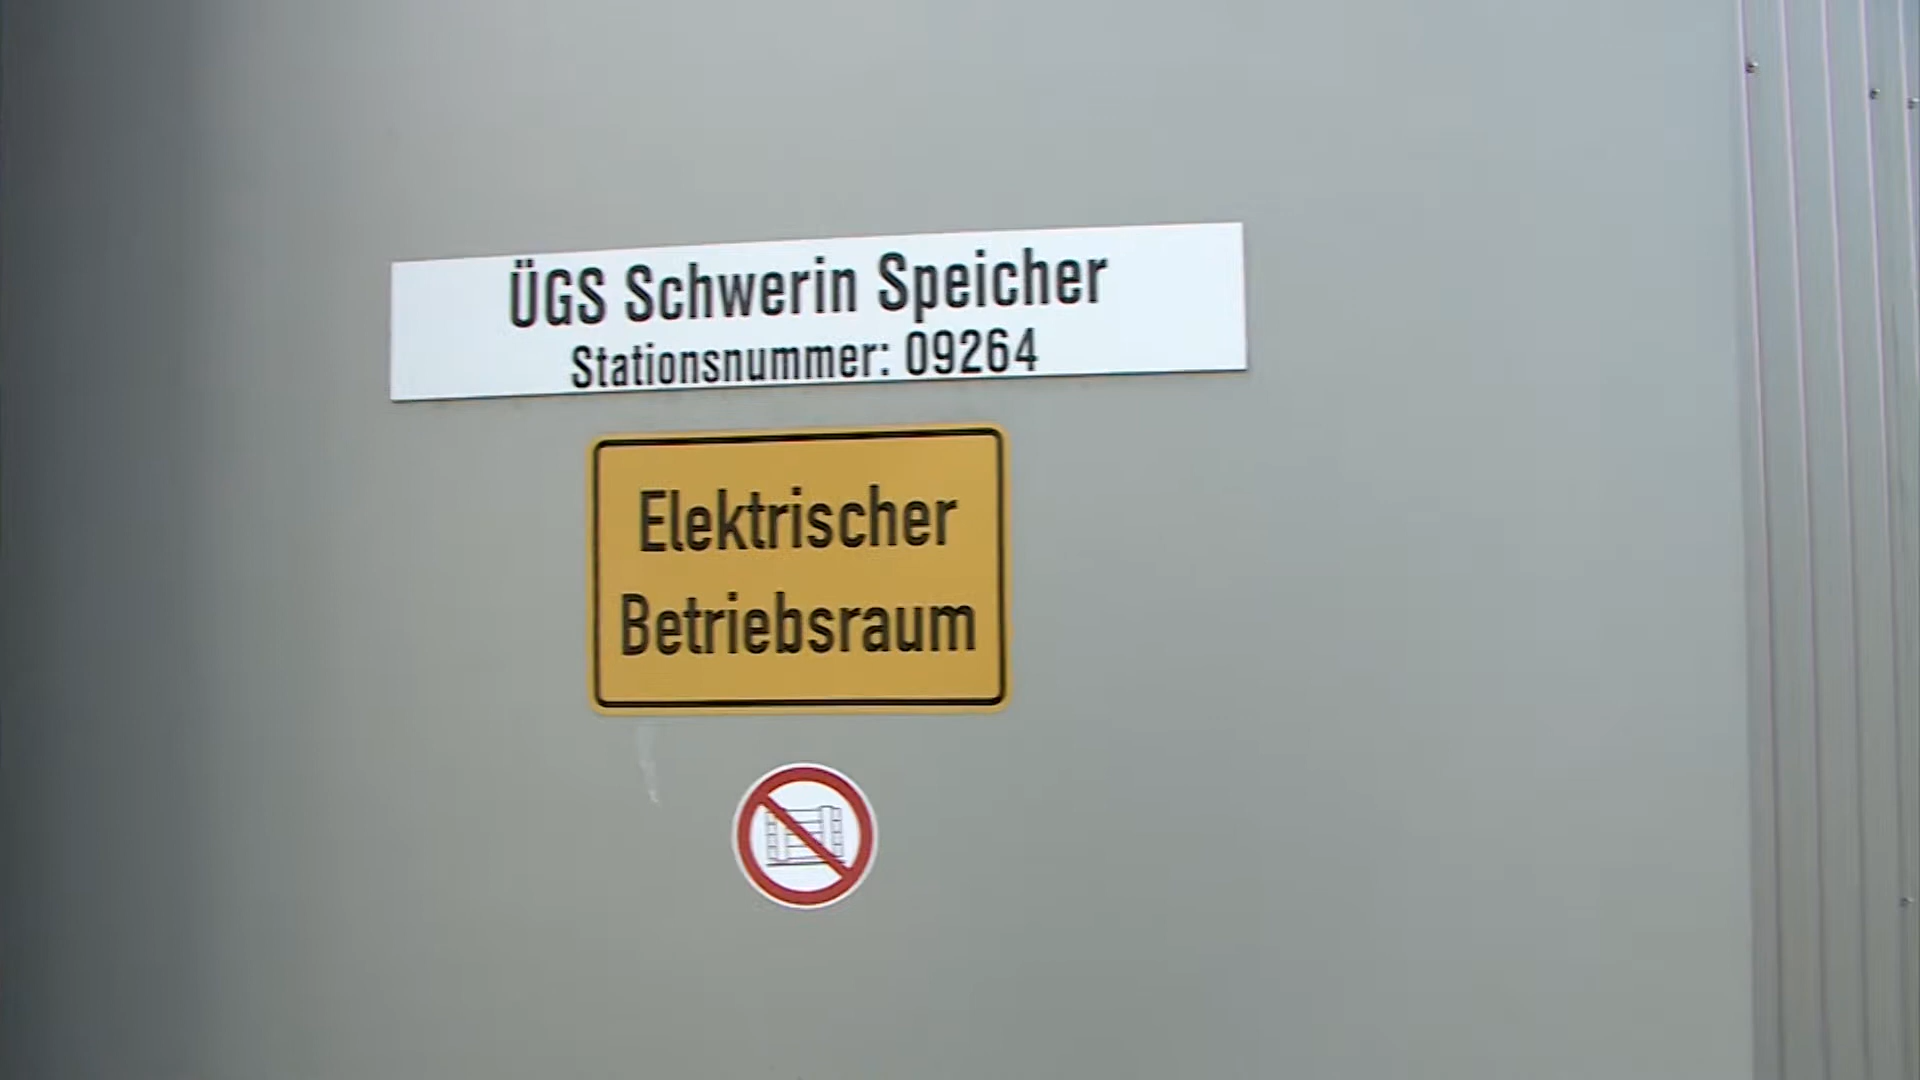 ÜGS Schwerin Speicher
Stationsnummer: 09264
Elektrischer
Betriebsraum